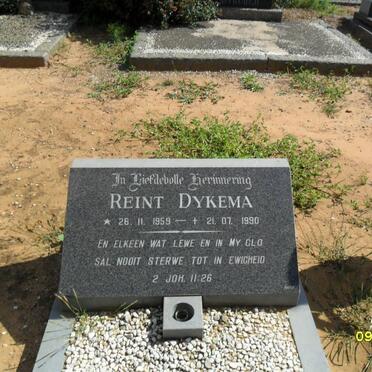 In Liefdevolle Herinnering
REINT DYKEMA
* 26. 11. 1959 — + 21. 07. 1990
EN ELKEEN WAT LEWE EN IN MY GLO
SAL NOOIT STERWE TOT IN EWIGHEID
2 JOH. 11:26
09